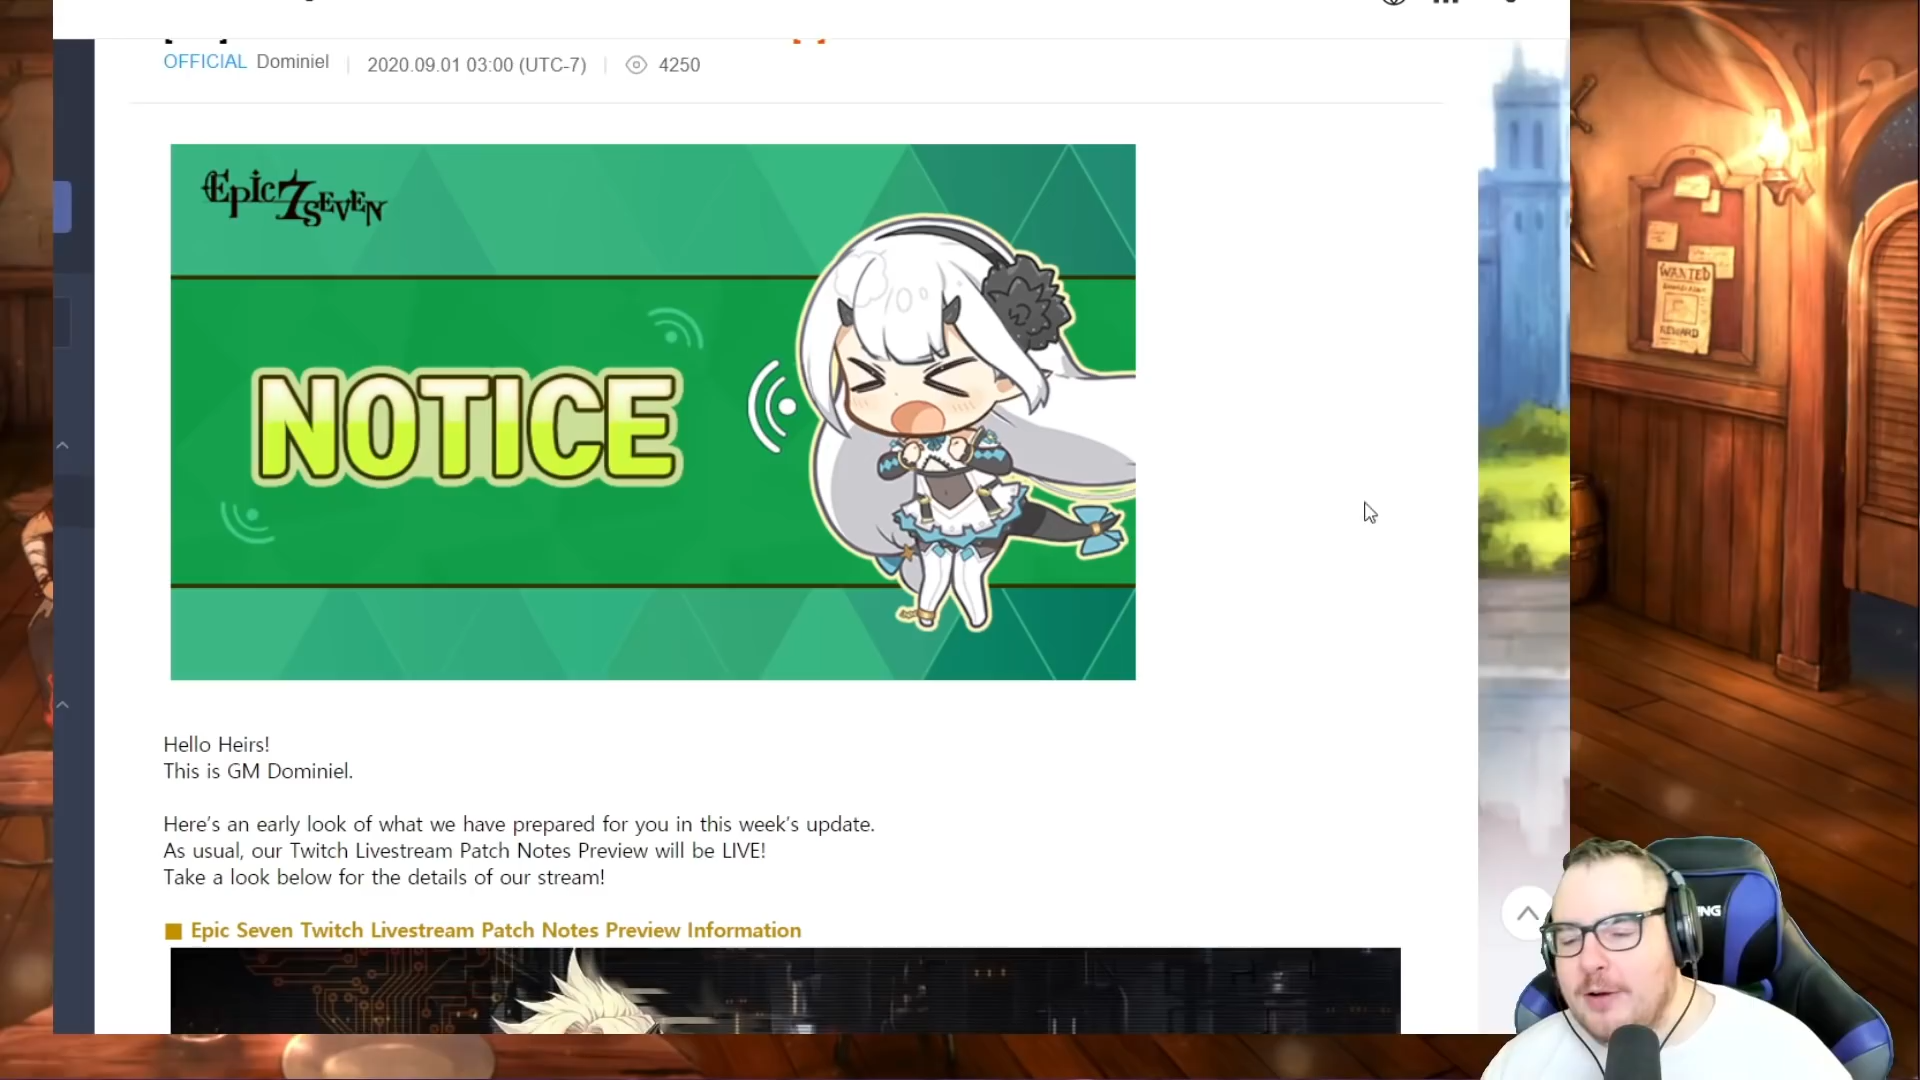 OFFICIAL Dominiel | 2020.09.01 03:00 (UTC-7) | 4250
Epic 7 SEVEN
NOTICE
WANTED
REWARD
Hello Heirs!
This is GM Dominiel.
Here's an early look of what we have prepared for you in this week's update.
As usual, our Twitch Livestream Patch Notes Preview will be LIVE!
Take a look below for the details of our stream!
■ Epic Seven Twitch Livestream Patch Notes Preview Information